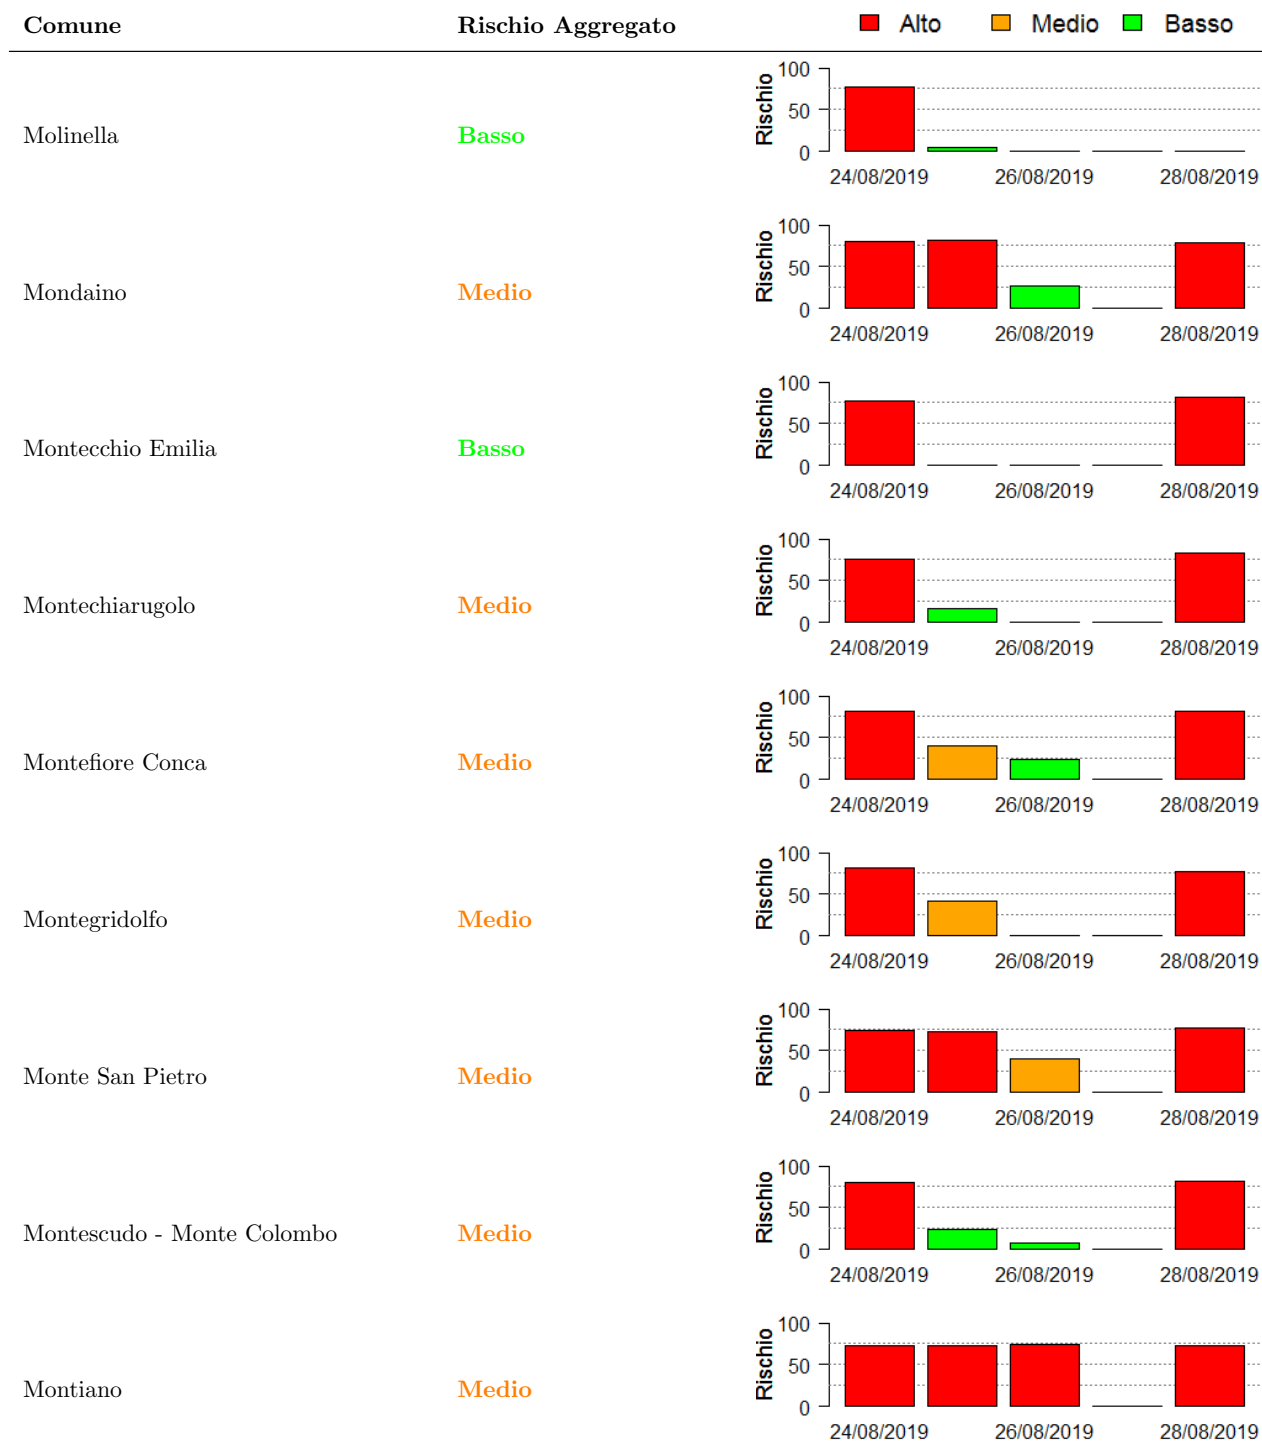 Comune Rischio Aggregato Alto Medio Basso
100
50
0
Rischio
Molinella Basso
24/08/2019 26/08/2019 28/08/2019
100
50
0
Rischio
Mondaino Medio
24/08/2019 26/08/2019 28/08/2019
100
50
0
Rischio
Montecchio Emilia Basso
24/08/2019 26/08/2019 28/08/2019
100
50
0
Rischio
Montechiarugolo Medio
24/08/2019 26/08/2019 28/08/2019
100
50
0
Rischio
Montefiore Conca Medio
24/08/2019 26/08/2019 28/08/2019
100
50
0
Rischio
Montegridolfo Medio
24/08/2019 26/08/2019 28/08/2019
100
50
0
Rischio
Monte San Pietro Medio
24/08/2019 26/08/2019 28/08/2019
100
50
0
Rischio
Montescudo - Monte Colombo Medio
24/08/2019 26/08/2019 28/08/2019
100
50
0
Rischio
Montiano Medio
24/08/2019 26/08/2019 28/08/2019